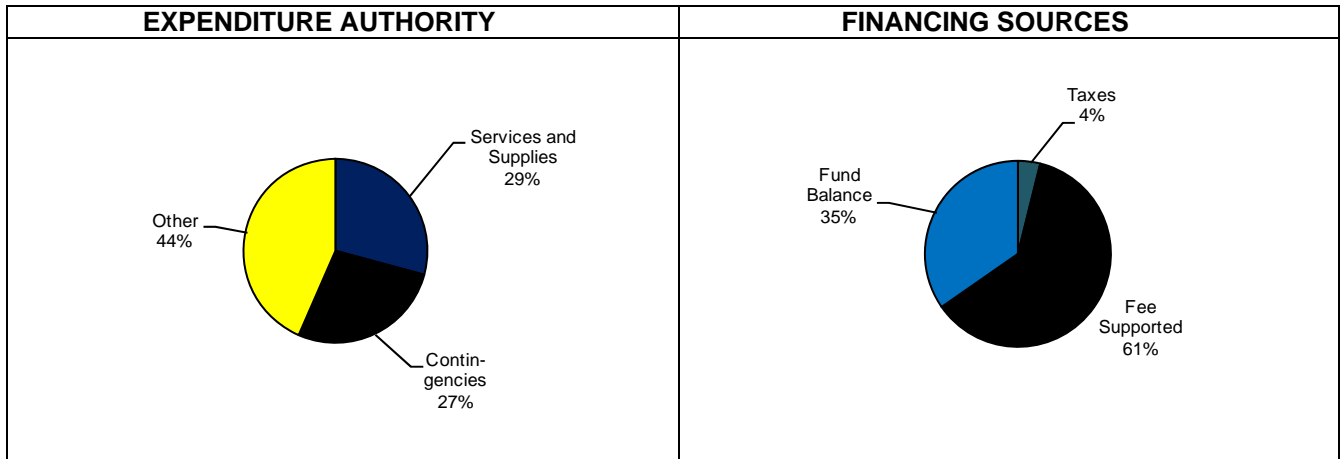 EXPENDITURE AUTHORITY
Services and
Supplies
29%
Other
44%
Contin-
gencies
27%
FINANCING SOURCES
Taxes
4%
Fund
Balance
35%
Fee
Supported
61%